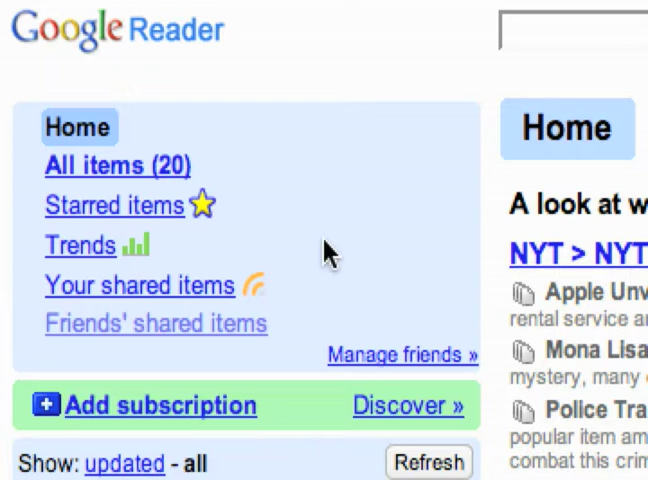 Google Reader
Home
All items (20)
Starred items
Trends
Your shared items
Friends' shared items
Manage friends »
Add subscription
Discover »
Show: updated - all
Refresh
Home
A look at w
NYT > NYT
Apple Unv
rental service a
Mona Lisa
mystery, many
Police Tra
popular item am
combat this crim